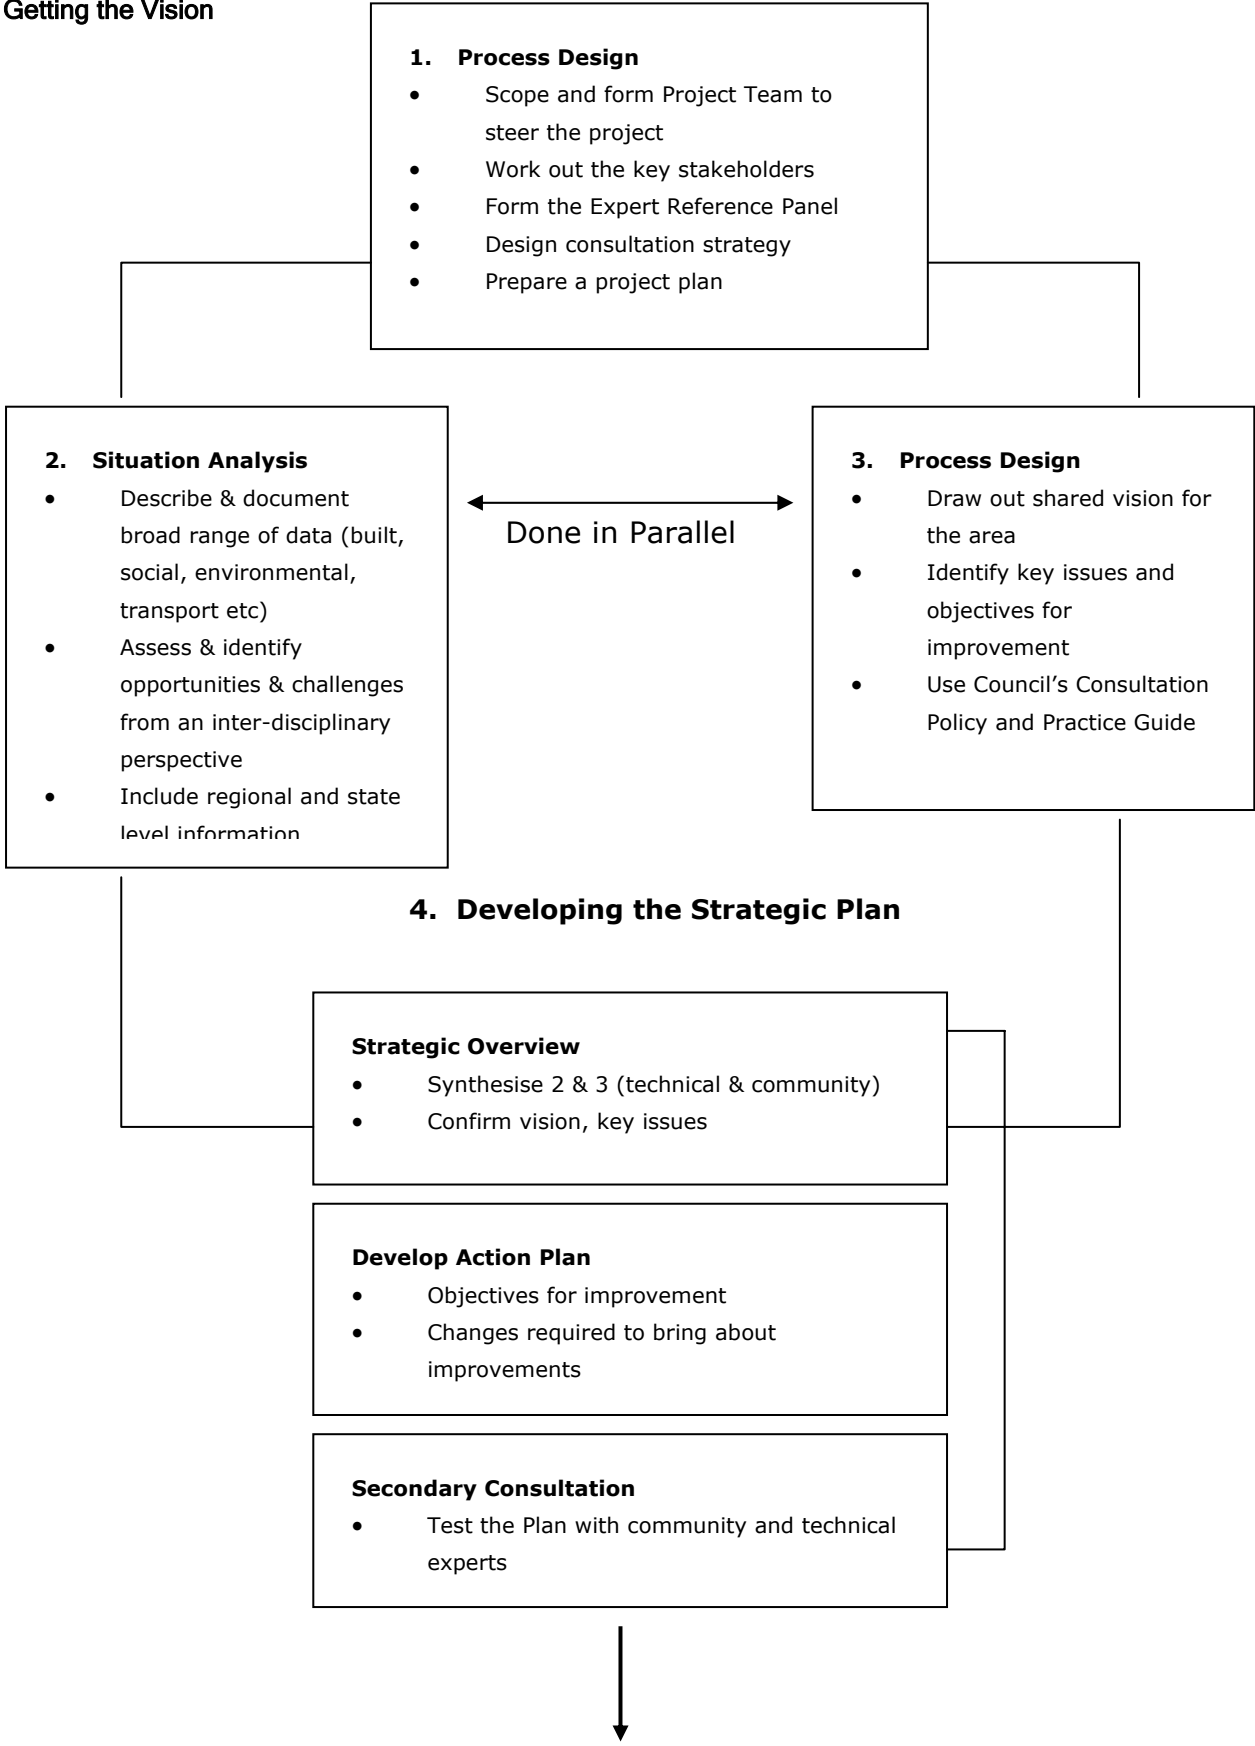 Getting the Vision
1. Process Design
• Scope and form Project Team to
steer the project
• Work out the key stakeholders
• Form the Expert Reference Panel
• Design consultation strategy
• Prepare a project plan
2. Situation Analysis
• Describe & document
broad range of data (built,
social, environmental,
transport etc)
• Assess & identify
opportunities & challenges
from an inter-disciplinary
perspective
• Include regional and state
level information
Done in Parallel
3. Process Design
• Draw out shared vision for
the area
• Identify key issues and
objectives for
improvement
• Use Council’s Consultation
Policy and Practice Guide
4. Developing the Strategic Plan
Strategic Overview
• Synthesise 2 & 3 (technical & community)
• Confirm vision, key issues
Develop Action Plan
• Objectives for improvement
• Changes required to bring about
improvements
Secondary Consultation
• Test the Plan with community and technical
experts